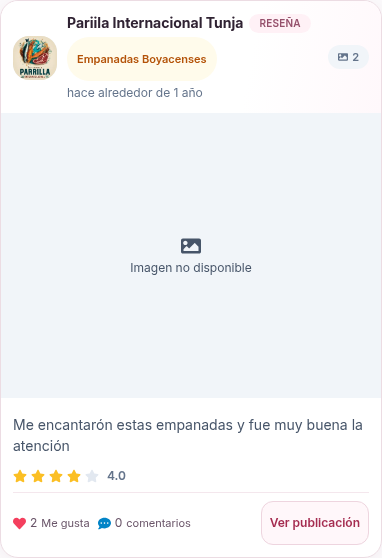 Pariila Internacional Tunja RESEÑA
Empanadas Boyacenses
2
hace alrededor de 1 año
PARRILLA
Imagen no disponible
Me encantarón estas empanadas y fue muy buena la
atención
4.0
2 Me gusta 0 comentarios
Ver publicación